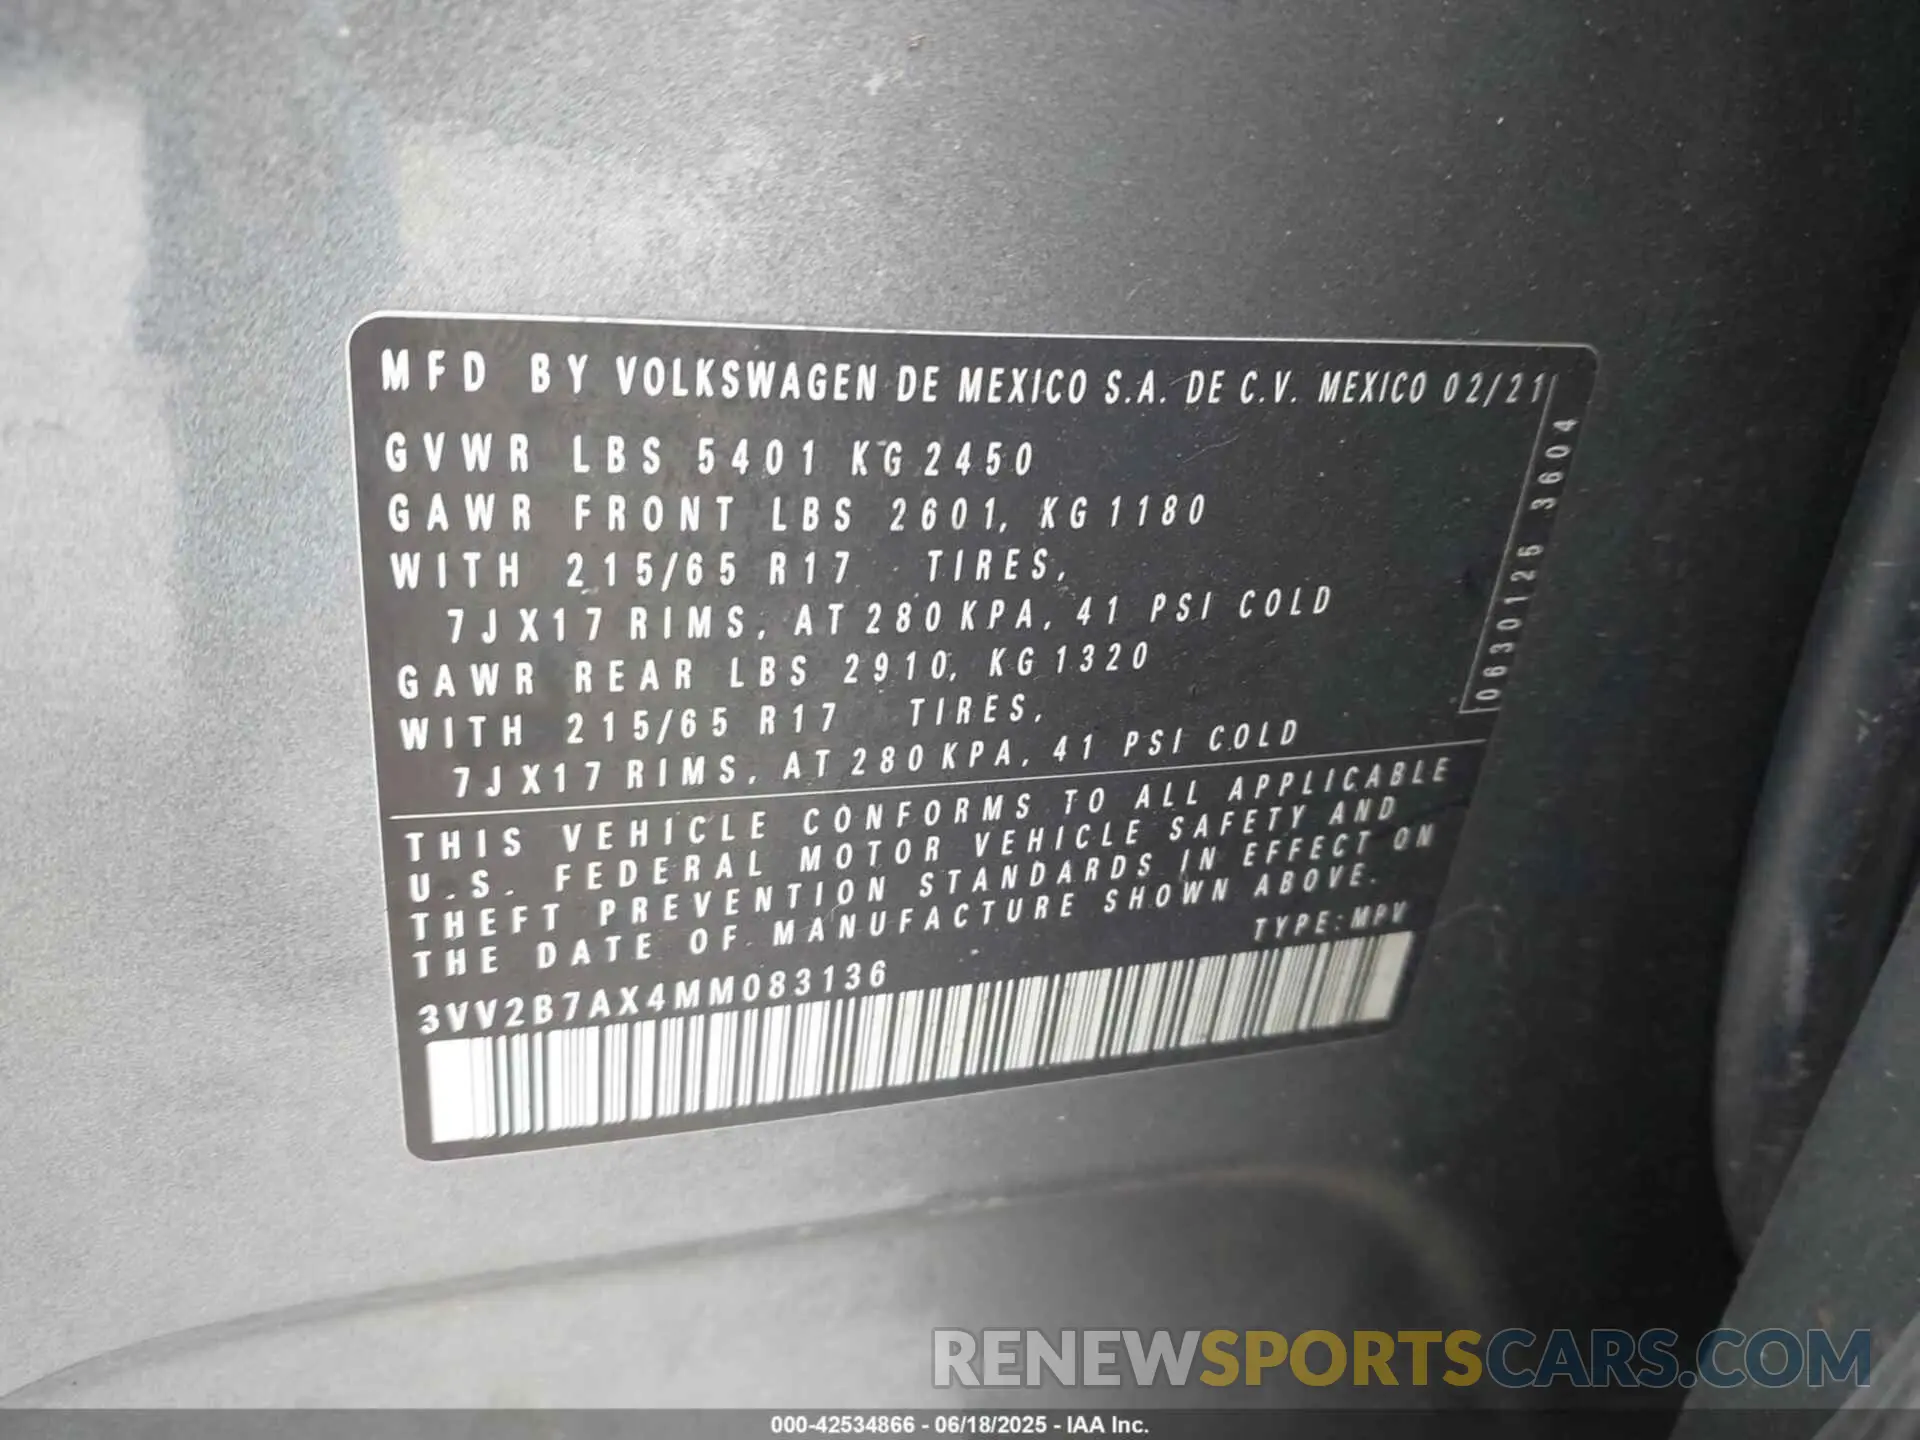 MFD BY VOLKSWAGEN DE MEXICO S.A. DE C.V. MEXICO 02/21
GVWR LBS 5401 KG 2450
GAWR FRONT LBS 2601, KG 1180
WITH 215/65 R17 TIRES,
7JX17 RIMS, AT 280 KPA, 41 PSI COLD
GAWR REAR LBS 2910, KG 1320
WITH 215/65 R17 TIRES,
7JX17 RIMS, AT 280 KPA, 41 PSI COLD
0630125 3604
THIS VEHICLE CONFORMS TO ALL APPLICABLE
U.S. FEDERAL MOTOR VEHICLE SAFETY AND
THEFT PREVENTION STANDARDS IN EFFECT ON
THE DATE OF MANUFACTURE SHOWN ABOVE.
TYPE: MPV
3VV2B7AX4MM083136
RENEWSPORTSCARS.COM
000-42534866 - 06/18/2025 - IAA Inc.